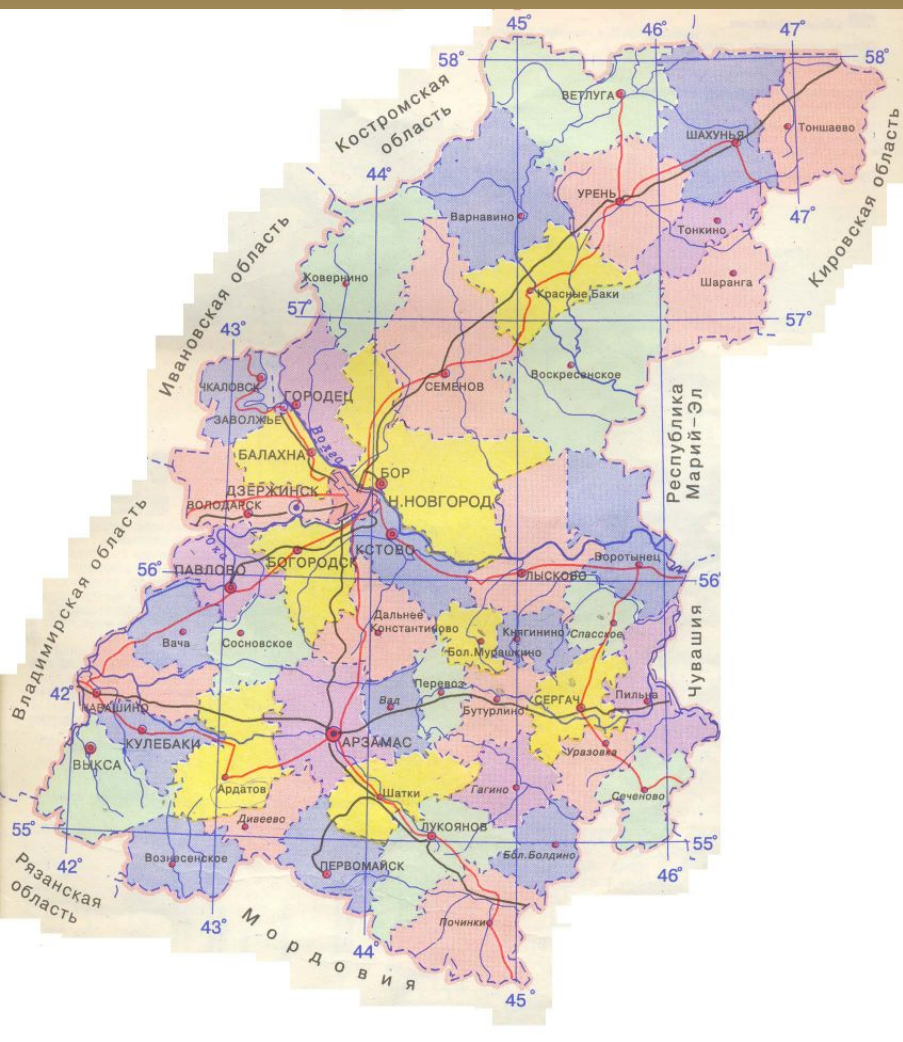 45°
46°
47°
58°
58°
Костромская
область
ВЕТЛУГА
ШАХУНЬЯ
Тоншаево
44°
УРЕНЬ
Варнавино
Тонкино
47°
Кировская область
Ковернино
Красные Баки
Шаранга
Ивановская область
57°
57°
43°
ЧКАЛОВСК
ГОРОДЕЦ
СЕМЕНОВ
Воскресенское
ЗАВОЛЖЬЕ
Волга
Республика
Марий-Эл
БАЛАХНА
БОР
ДЗЕРЖИНСК
Н.НОВГОРОД
ВОЛОДАРСК
Ока
КСТОВО
БОГОРОДСК
Воротынец
56°
ПАВЛОВО
ЛЫСКОВО
56°
Владимирская область
Дальнее
Константиново
Вача
Сосновское
Княгинино
Спасское
Бол.Мурашкино
Чувашия
42°
НАВАШИНО
Вад
Перевоз
Бутурлино
СЕРГАЧ
Пильна
КУЛЕБАКИ
АРЗАМАС
Уразовка
ВЫКСА
Ардатов
Шатки
Гагино
Сеченово
55°
Дивеево
ЛУКОЯНОВ
55°
42°
Вознесенское
ПЕРВОМАЙСК
Бол.Болдино
46°
Рязанская
область
43°
Починки
44°
Мордовия
45°